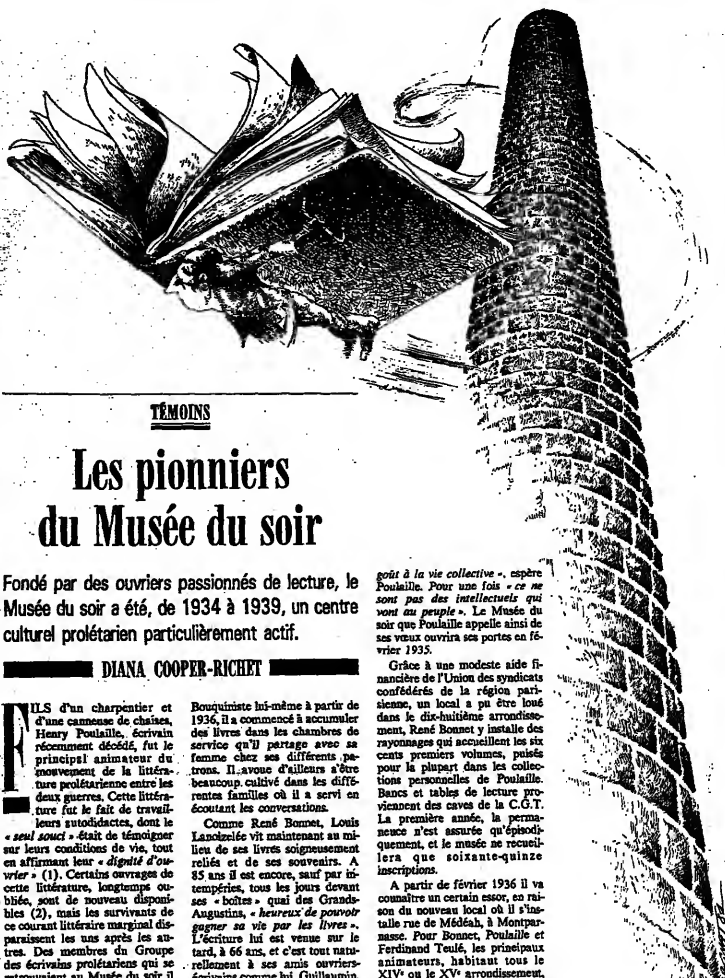 TÉMOINS
Les pionniers
du Musée du soir
Fondé par des ouvriers passionnés de lecture, le
Musée du soir a été, de 1934 à 1939, un centre
culturel prolétarien particulièrement actif.
DIANA COOPER-RICHET
FILS d'un charpentier et
d'une canneuse de chaises,
Henry Poulaille, écrivain
récemment décédé, fut le
principal animateur du
mouvement de la littéra-
ture prolétarienne entre les
deux guerres. Cette littéra-
ture fut le fait de travail-
leurs autodidactes, dont le
« seul souci » était de témoigner
sur leurs conditions de vie, tout
en affirmant leur « dignité d'ou-
vrier » (1). Certains ouvrages de
cette littérature, longtemps ou-
bliée, sont de nouveau disponi-
bles (2), mais les survivants de
ce courant littéraire marginal dis-
paraissent les uns après les au-
tres. Des membres du Groupe
des écrivains prolétariens qui se
retrouvaient au Musée du soir il
Bouquiniste lui-même à partir de
1936, il a commencé à accumuler
des livres dans les chambres de
service qu'il partage avec sa
femme chez ses différents pa-
trons. Il avoue d'ailleurs s'être
beaucoup cultivé dans les diffé-
rentes familles où il a servi en
écoutant les conversations.
Comme René Bonnet, Louis
Lanoizelée vit maintenant au mi-
lieu de ses livres soigneusement
reliés et de ses souvenirs. A
85 ans il est encore, sauf par in-
tempéries, tous les jours devant
ses « boîtes » quai des Grands-
Augustins, « heureux de pouvoir
gagner sa vie par les livres ».
L'écriture lui est venue sur le
tard, à 66 ans, et c'est tout natu-
rellement à ses amis ouvriers-
écrivains comme lui, Guillaumin,
goût à la vie collective », espère
Poulaille. Pour une fois « ce ne
sont pas des intellectuels qui
vont au peuple ». Le Musée du
soir que Poulaille appelle ainsi de
ses vœux ouvrira ses portes en fé-
vrier 1935.
Grâce à une modeste aide fi-
nancière de l'Union des syndicats
confédérés de la région pari-
sienne, un local a pu être loué
dans le dix-huitième arrondisse-
ment, René Bonnet y installe des
rayonnages qui accueillent les six
cents premiers volumes, puisés
pour la plupart dans les collec-
tions personnelles de Poulaille.
Bancs et tables de lecture pro-
viennent des caves de la C.G.T.
La première année, la perma-
nence n'est assurée qu'épisodi-
quement, et le musée ne recueil-
lera que soixante-quinze
inscriptions.
A partir de février 1936 il va
connaître un certain essor, en rai-
son du nouveau local où il s'ins-
talle rue de Médéah, à Montpar-
nasse. Pour Bonnet, Poulaille et
Ferdinand Teulé, les principaux
animateurs, habitant tous le
XIVe ou le XVe arrondissement,